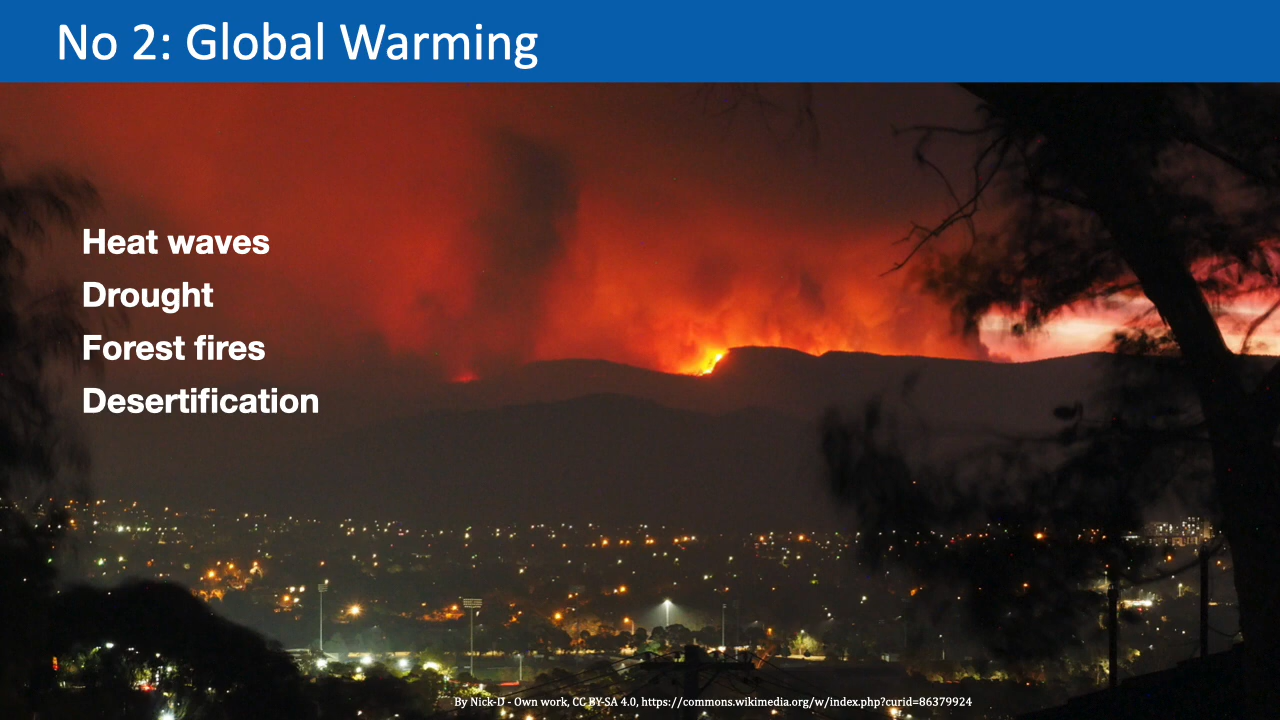 No 2: Global Warming
Heat waves
Drought
Forest fires
Desertification
By Nick-D - Own work, CC BY-SA 4.0, https://commons.wikimedia.org/w/index.php?curid=86379924